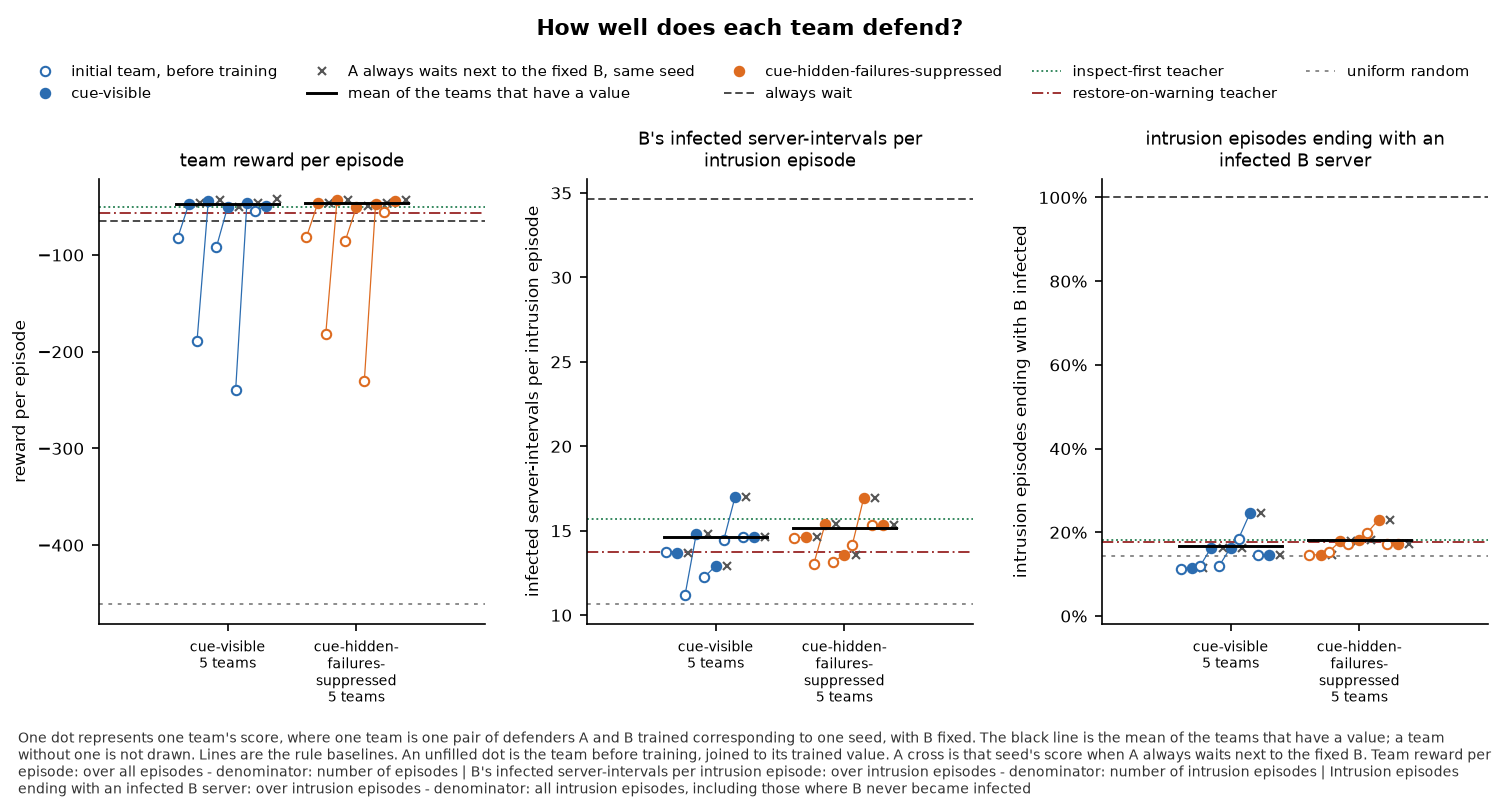 How well does each team defend?
initial team, before training
A always waits next to the fixed B, same seed
cue-hidden-failures-suppressed
inspect-first teacher
uniform random
cue-visible
mean of the teams that have a value
always wait
restore-on-warning teacher
team reward per episode
reward per episode
−100
−200
−300
−400
cue-visible
5 teams
cue-hidden-
failures-
suppressed
5 teams
B's infected server-intervals per
intrusion episode
infected server-intervals per intrusion episode
35
30
25
20
15
10
cue-visible
5 teams
cue-hidden-
failures-
suppressed
5 teams
intrusion episodes ending with an
infected B server
intrusion episodes ending with B infected
100%
80%
60%
40%
20%
0%
cue-visible
5 teams
cue-hidden-
failures-
suppressed
5 teams
One dot represents one team's score, where one team is one pair of defenders A and B trained corresponding to one seed, with B fixed. The black line is the mean of the teams that have a value; a team
without one is not drawn. Lines are the rule baselines. An unfilled dot is the team before training, joined to its trained value. A cross is that seed's score when A always waits next to the fixed B. Team reward per
episode: over all episodes - denominator: number of episodes | B's infected server-intervals per intrusion episode: over intrusion episodes - denominator: number of intrusion episodes | Intrusion episodes
ending with an infected B server: over intrusion episodes - denominator: all intrusion episodes, including those where B never became infected